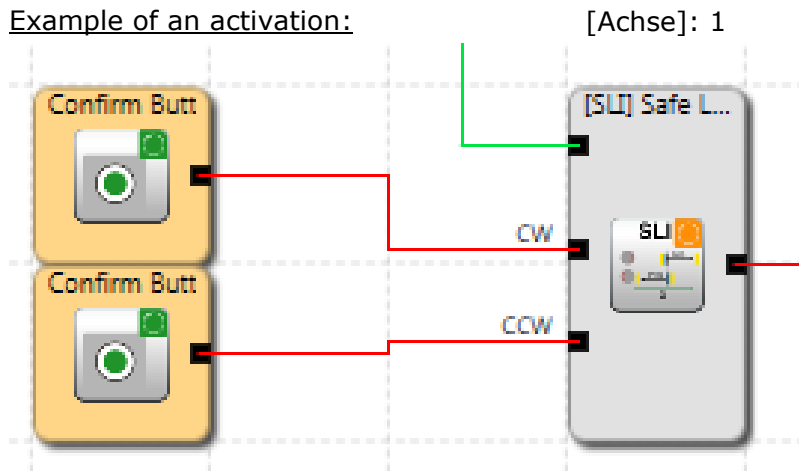 Example of an activation:
[Achse]: 1
Confirm Butt
[SLI] Safe L...
SLI
CW
Confirm Butt
CCW